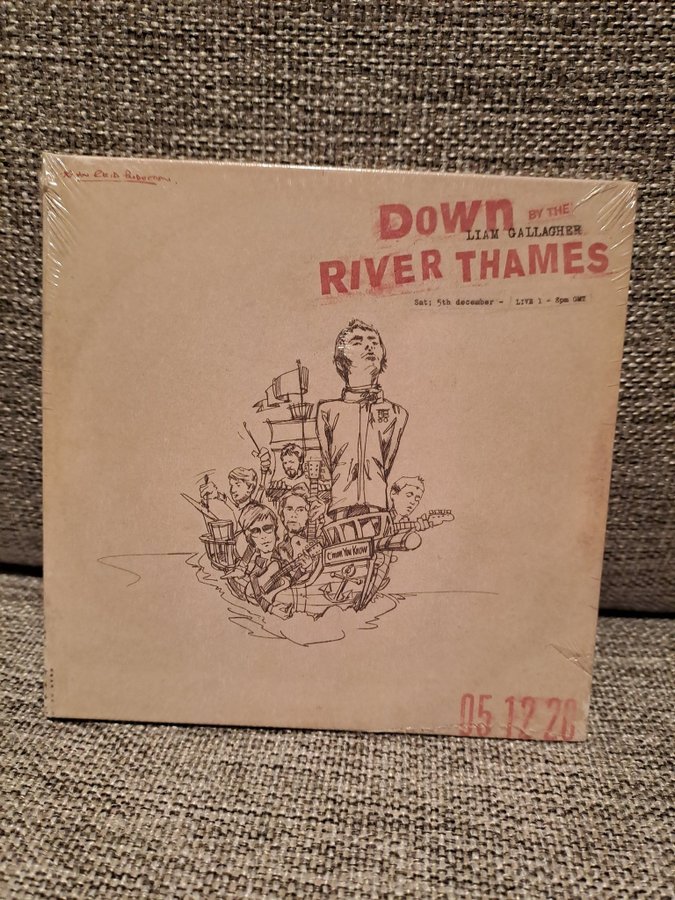 Down BY THE
LIAM GALLAGHER
RIVER THAMES
Sat; 5th december - LIVE 1 - 8pm GMT
C'MON YOU KNOW
05 12 20